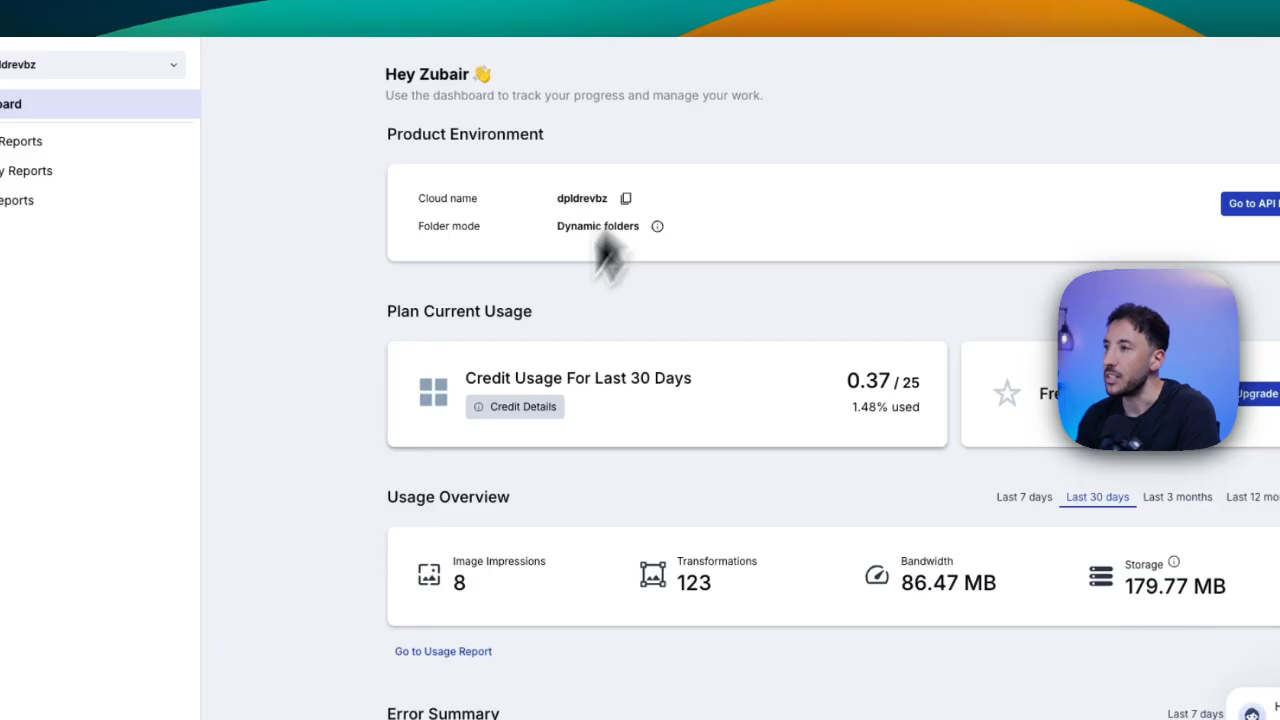 ldrevbz
oard
Reports
y Reports
eports
Hey Zubair 👋
Use the dashboard to track your progress and manage your work.
Product Environment
Cloud name dpldrevbz
Go to API
Folder mode Dynamic folders
Plan Current Usage
Credit Usage For Last 30 Days
Credit Details
0.37 / 25
1.48% used
Fre
Upgrade
Usage Overview
Last 7 days Last 30 days Last 3 months Last 12 mo
Image Impressions
8
Transformations
123
Bandwidth
86.47 MB
Storage
179.77 MB
Go to Usage Report
Error Summary
Last 7 days
H